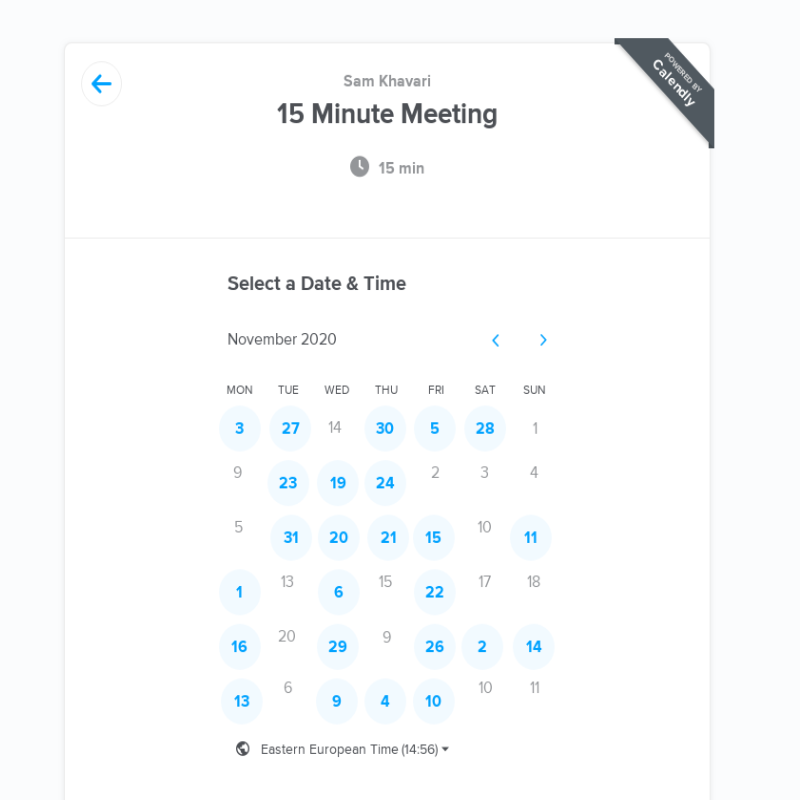 POWERED BY
Calendly
Sam Khavari
15 Minute Meeting
15 min
Select a Date & Time
November 2020
MON TUE WED THU FRI SAT SUN
3 27 14 30 5 28 1
9 23 19 24 2 3 4
5 31 20 21 15 10 11
1 13 6 15 22 17 18
16 20 29 9 26 2 14
13 6 9 4 10 10 11
Eastern European Time (14:56)